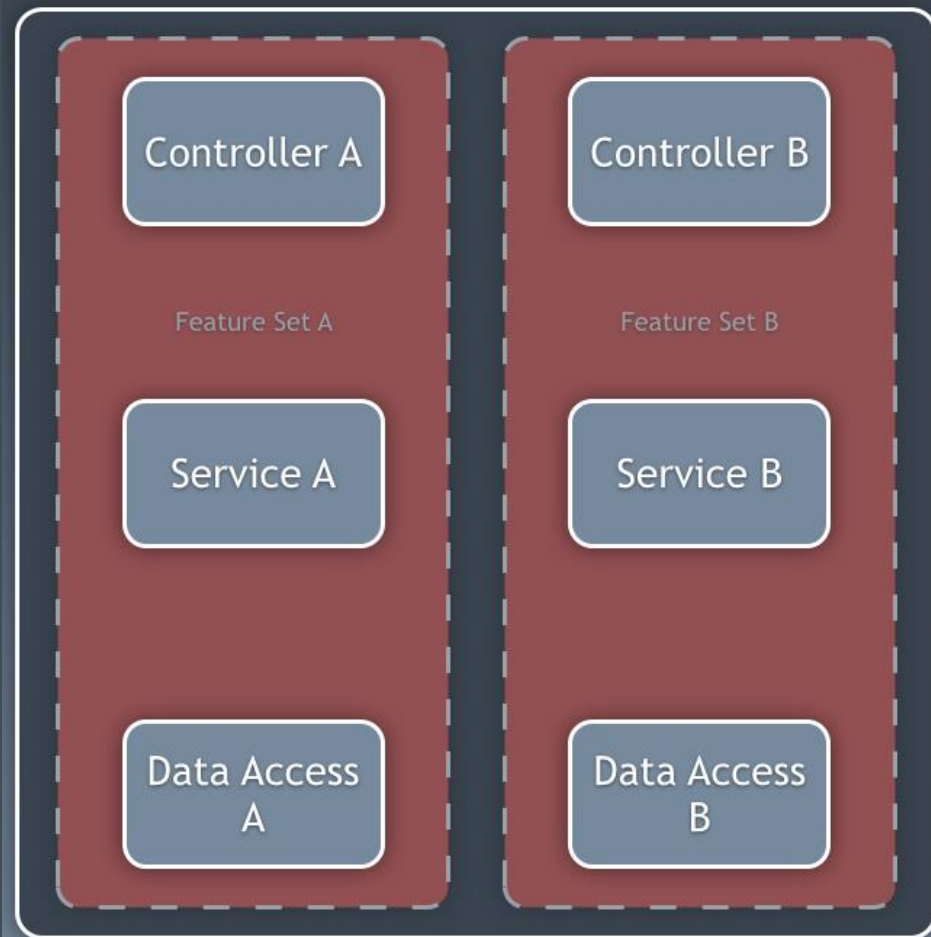 Controller A
Controller B
Feature Set A
Feature Set B
Service A
Service B
Data Access
A
Data Access
B